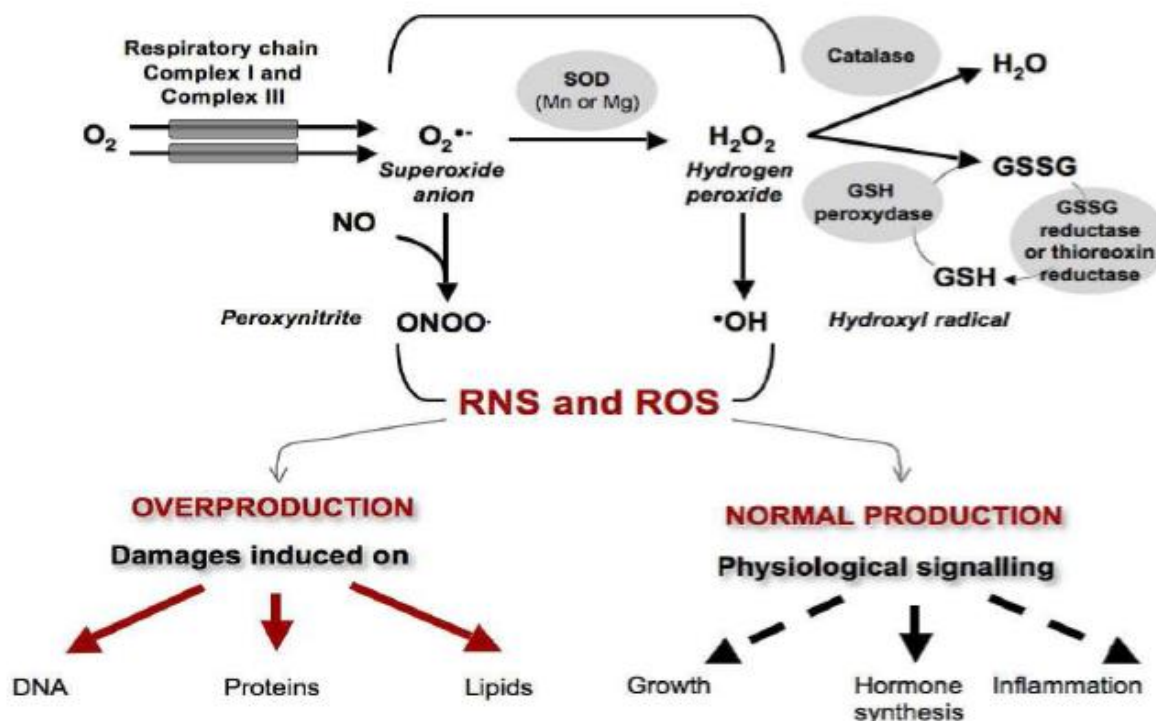 Respiratory chain
Complex I and
Complex III
O₂
O₂•-
Superoxide
anion
SOD
(Mn or Mg)
H₂O₂
Hydrogen
peroxide
Catalase
H₂O
GSSG
GSH
peroxydase
GSSG
reductase
or thioreoxin
reductase
GSH
NO
Peroxynitrite
ONOO-
•OH
Hydroxyl radical
RNS and ROS
OVERPRODUCTION
Damages induced on
DNA
Proteins
Lipids
NORMAL PRODUCTION
Physiological signalling
Growth
Hormone
synthesis
Inflammation